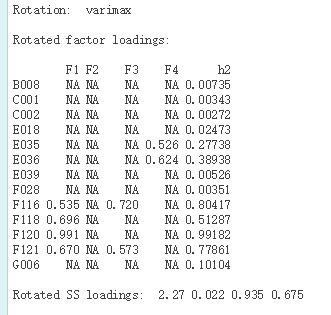 Rotation: varimax
Rotated factor loadings:
F1 F2 F3 F4 h2
B008 NA NA NA NA 0.00735
C001 NA NA NA NA 0.00343
C002 NA NA NA NA 0.00272
E018 NA NA NA NA 0.02473
E035 NA NA NA 0.526 0.27738
E036 NA NA NA 0.624 0.38938
E039 NA NA NA NA 0.00526
F028 NA NA NA NA 0.00351
F116 0.535 NA 0.720 NA 0.80417
F118 0.696 NA NA NA 0.51287
F120 0.991 NA NA NA 0.99182
F121 0.670 NA 0.573 NA 0.77861
G006 NA NA NA NA 0.10104
Rotated SS loadings: 2.27 0.022 0.935 0.675